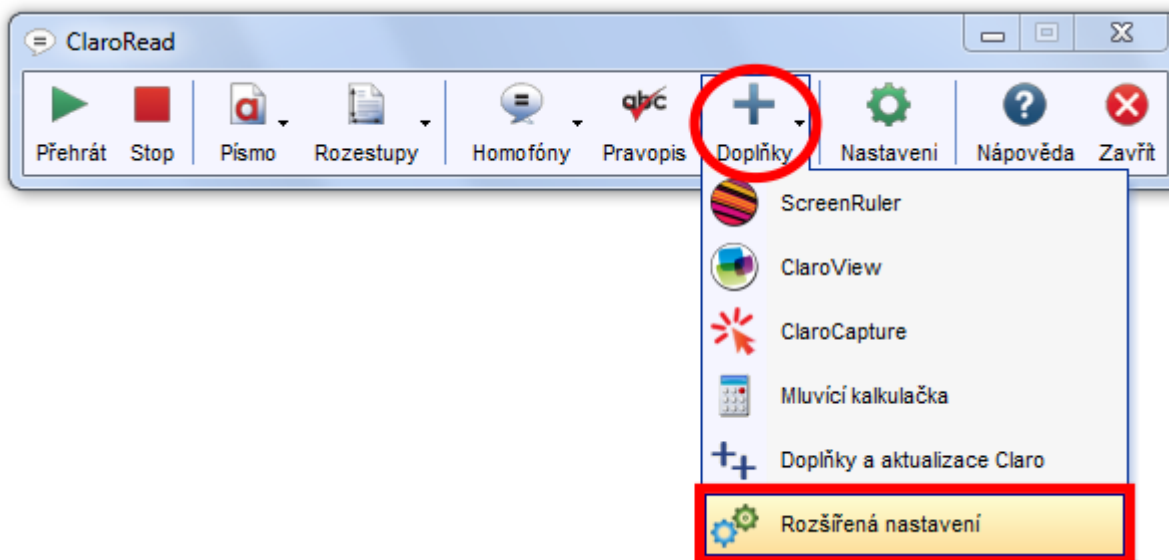 ClaroRead
Přehrát Stop Písmo Rozestupy Homofóny Pravopis Doplňky Nastaveni Nápověda Zavřít
ScreenRuler
ClaroView
ClaroCapture
Mluvící kalkulačka
Doplňky a aktualizace Claro
Rozšířená nastavení